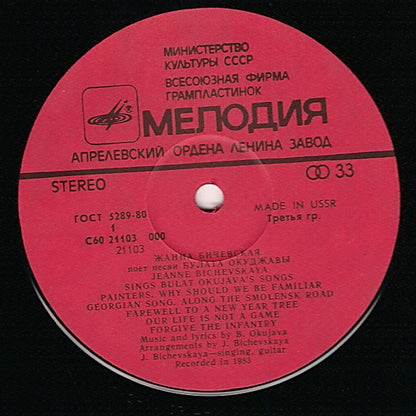 МИНИСТЕРСТВО
КУЛЬТУРЫ СССР
ВСЕСОЮЗНАЯ ФИРМА
ГРАМПЛАСТИНОК
МЕЛОДИЯ
АПРЕЛЕВСКИЙ ОРДЕНА ЛЕНИНА ЗАВОД
STEREO
33
ГОСТ 5289-80
MADE IN USSR
1
Третья гр.
С60 21103 000
21103
ЖАННА БИЧЕВСКАЯ
поет песни БУЛАТА ОКУДЖАВЫ
JEANNE BICHEVSKAYA
SINGS BULAT OKUJAVA'S SONGS
PAINTERS. WHY SHOULD WE BE FAMILIAR
GEORGIAN SONG. ALONG THE SMOLENSK ROAD
FAREWELL TO A NEW YEAR TREE
OUR LIFE IS NOT A GAME
FORGIVE THE INFANTRY
Music and lyrics by B. Okujava
Arrangements by J. Bichevskaya
J. Bichevskaya—singing, guitar
Recorded in 1983